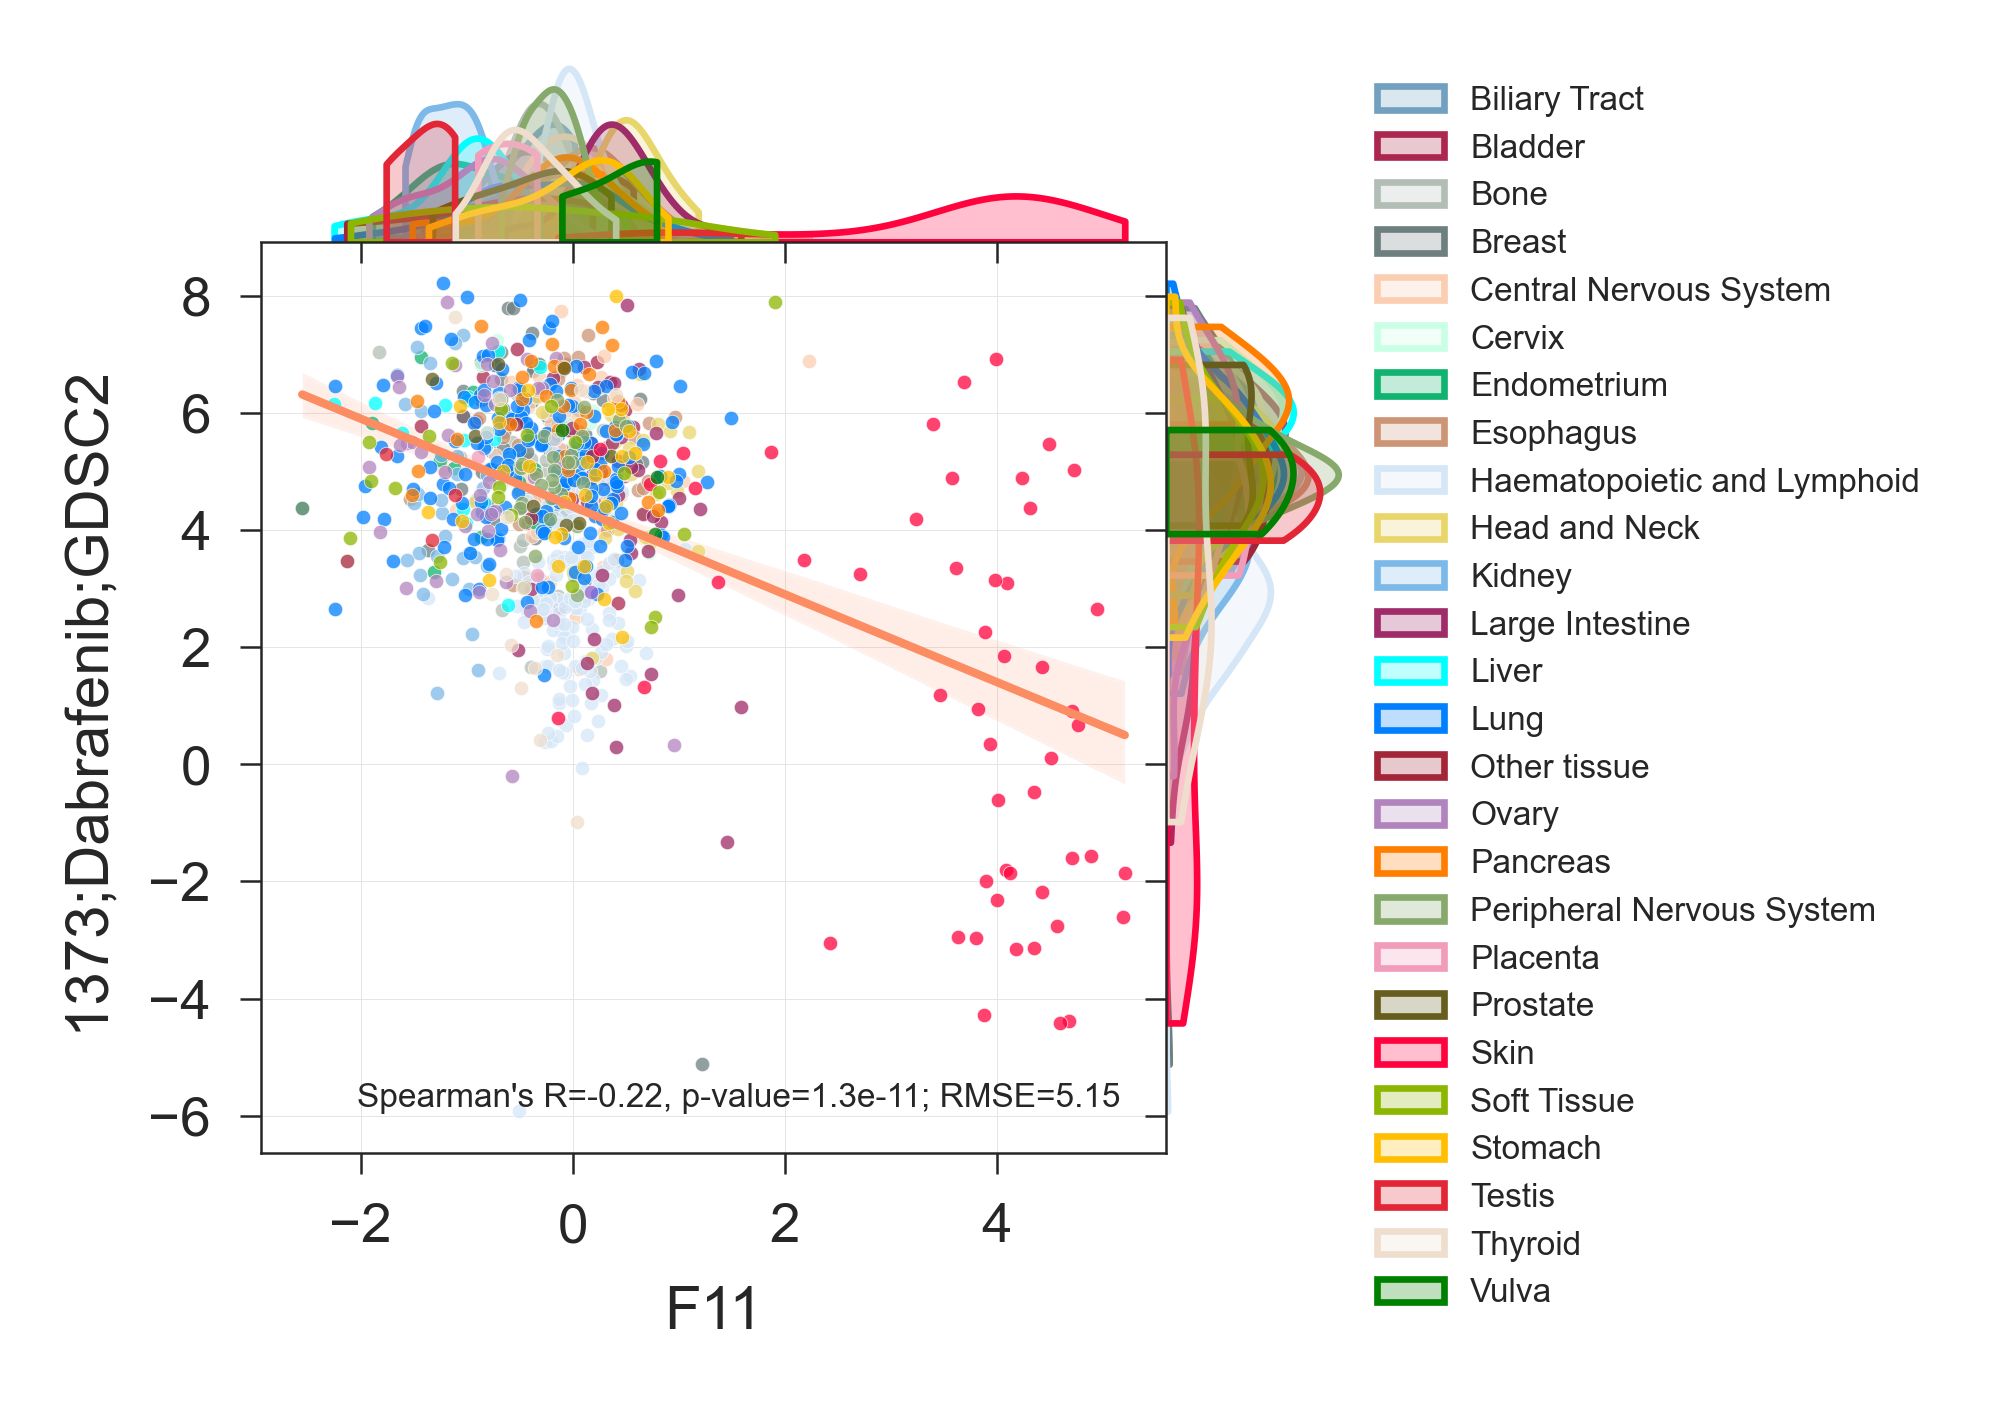 8
6
4
2
0
−2
−4
−6
1373;Dabrafenib;GDSC2
Spearman's R=-0.22, p-value=1.3e-11; RMSE=5.15
−2
0
2
4
F11
Biliary Tract
Bladder
Bone
Breast
Central Nervous System
Cervix
Endometrium
Esophagus
Haematopoietic and Lymphoid
Head and Neck
Kidney
Large Intestine
Liver
Lung
Other tissue
Ovary
Pancreas
Peripheral Nervous System
Placenta
Prostate
Skin
Soft Tissue
Stomach
Testis
Thyroid
Vulva